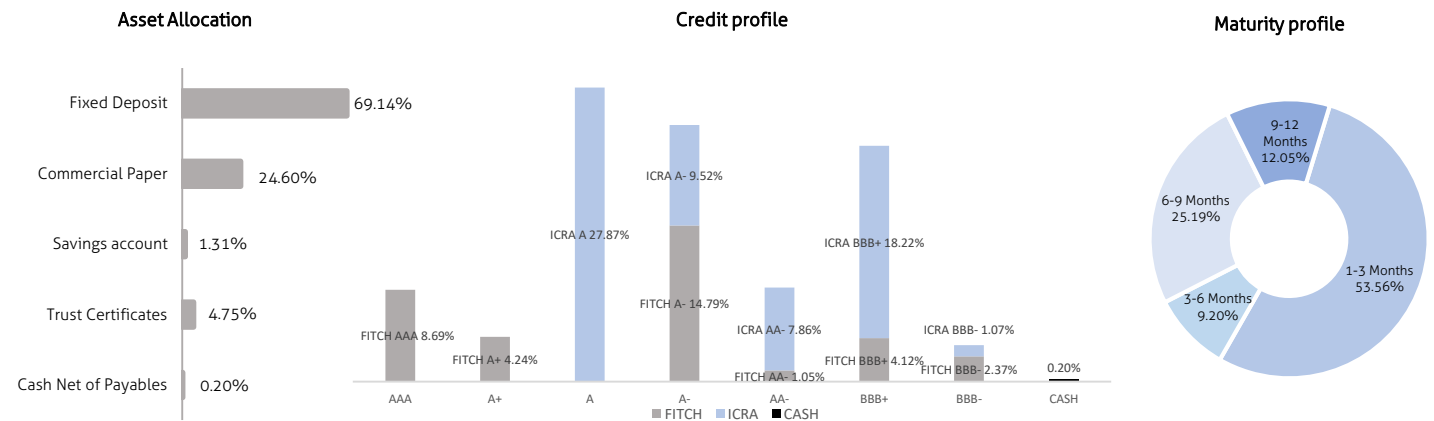 Asset Allocation
Fixed Deposit
69.14%
Commercial Paper
24.60%
Savings account
1.31%
Trust Certificates
4.75%
Cash Net of Payables
0.20%
Credit profile
FITCH AAA 8.69%
FITCH A+ 4.24%
ICRA A 27.87%
ICRA A- 9.52%
FITCH A- 14.79%
ICRA AA- 7.86%
FITCH AA- 1.05%
ICRA BBB+ 18.22%
FITCH BBB+ 4.12%
ICRA BBB- 1.07%
FITCH BBB- 2.37%
0.20%
AAA
A+
A
A-
AA-
BBB+
BBB-
CASH
FITCH
ICRA
CASH
Maturity profile
9-12
Months
12.05%
6-9 Months
25.19%
3-6 Months
9.20%
1-3 Months
53.56%